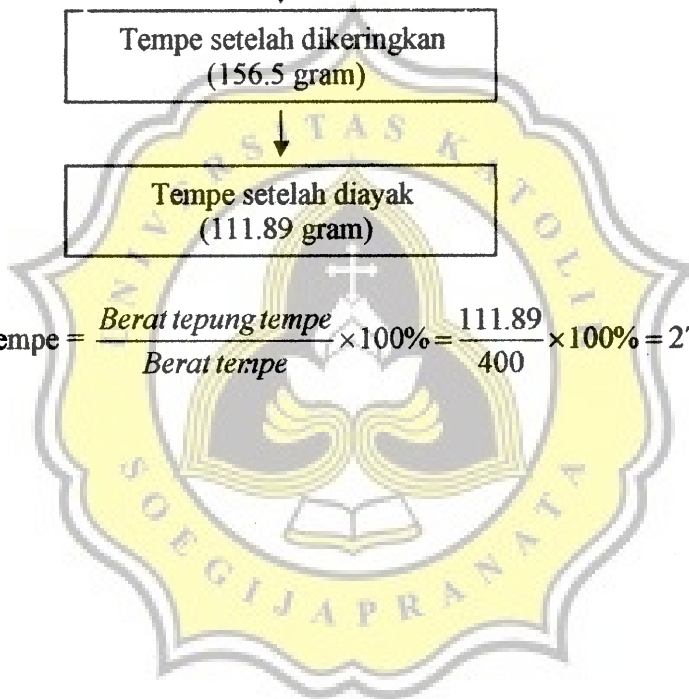 Tempe setelah dikeringkan
(156.5 gram)
Tempe setelah diayak
(111.89 gram)
empe = Berat tepung tempe / Berat tempe ×100% = 111.89 / 400 ×100% = 2
UNIVERSITAS KATOLIK
SOEGIJAPRANATA